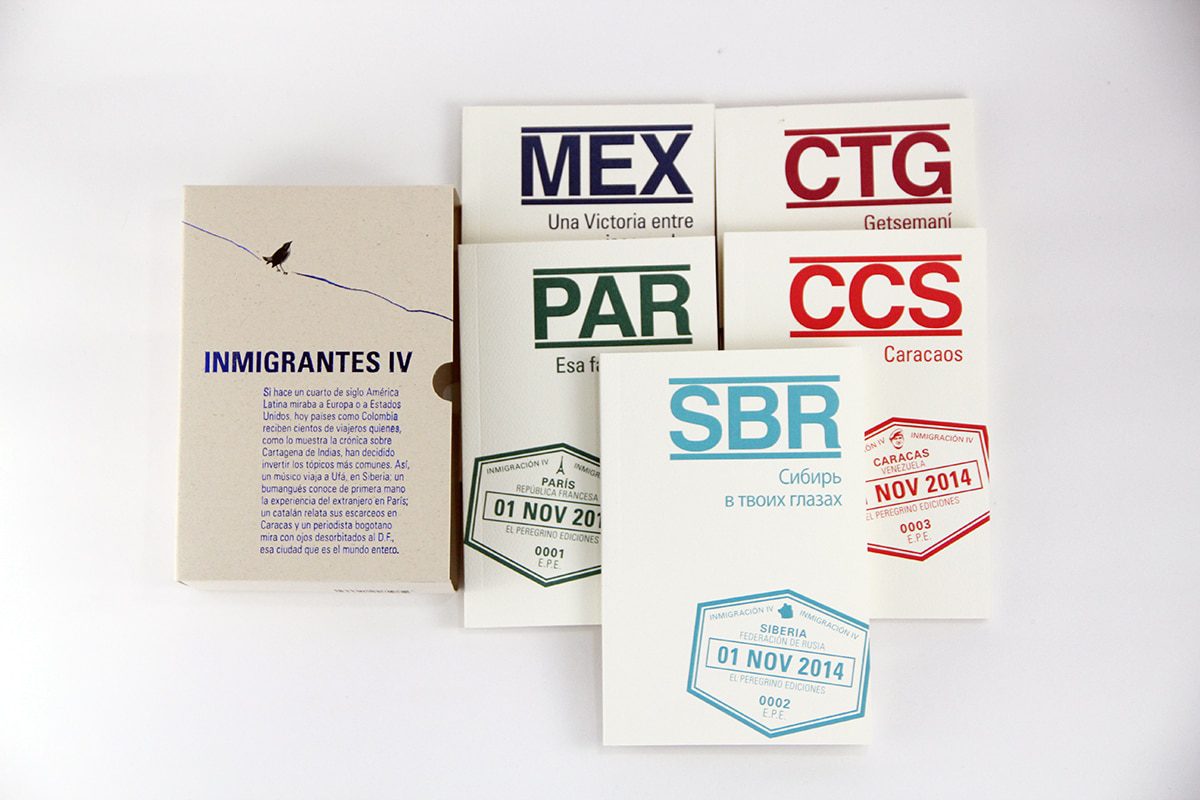 INMIGRANTES IV
Si hace un cuarto de siglo América
Latina miraba a Europa o a Estados
Unidos, hoy países como Colombia
reciben cientos de viajeros quienes,
como lo muestra la crónica sobre
Cartagena de Indias, han decidido
invertir los tópicos más comunes. Así,
un músico viaja a Ufá, en Siberia; un
bumangués conoce de primera mano
la experiencia del extranjero en París;
un catalán relata sus escarceos en
Caracas y un periodista bogotano
mira con ojos desorbitados al D.F.,
esa ciudad que es el mundo entero.
MEX
Una Victoria entre
CTG
Getsemaní
PAR
Esa
INMIGRACIÓN IV
PARÍS
REPÚBLICA FRANCESA
01 NOV 201
EL PEREGRINO EDICIONES
0001
E.P.E.
CCS
Caracaos
IV INMIGRACIÓN IV
CARACAS
VENEZUELA
NOV 2014
EL PEREGRINO EDICIONES
0003
E.P.E.
SBR
Сибирь
в твоих глазах
INMIGRACIÓN IV INMIGRACIÓN IV
SIBERIA
FEDERACIÓN DE RUSIA
01 NOV 2014
EL PEREGRINO EDICIONES
0002
E.P.E.